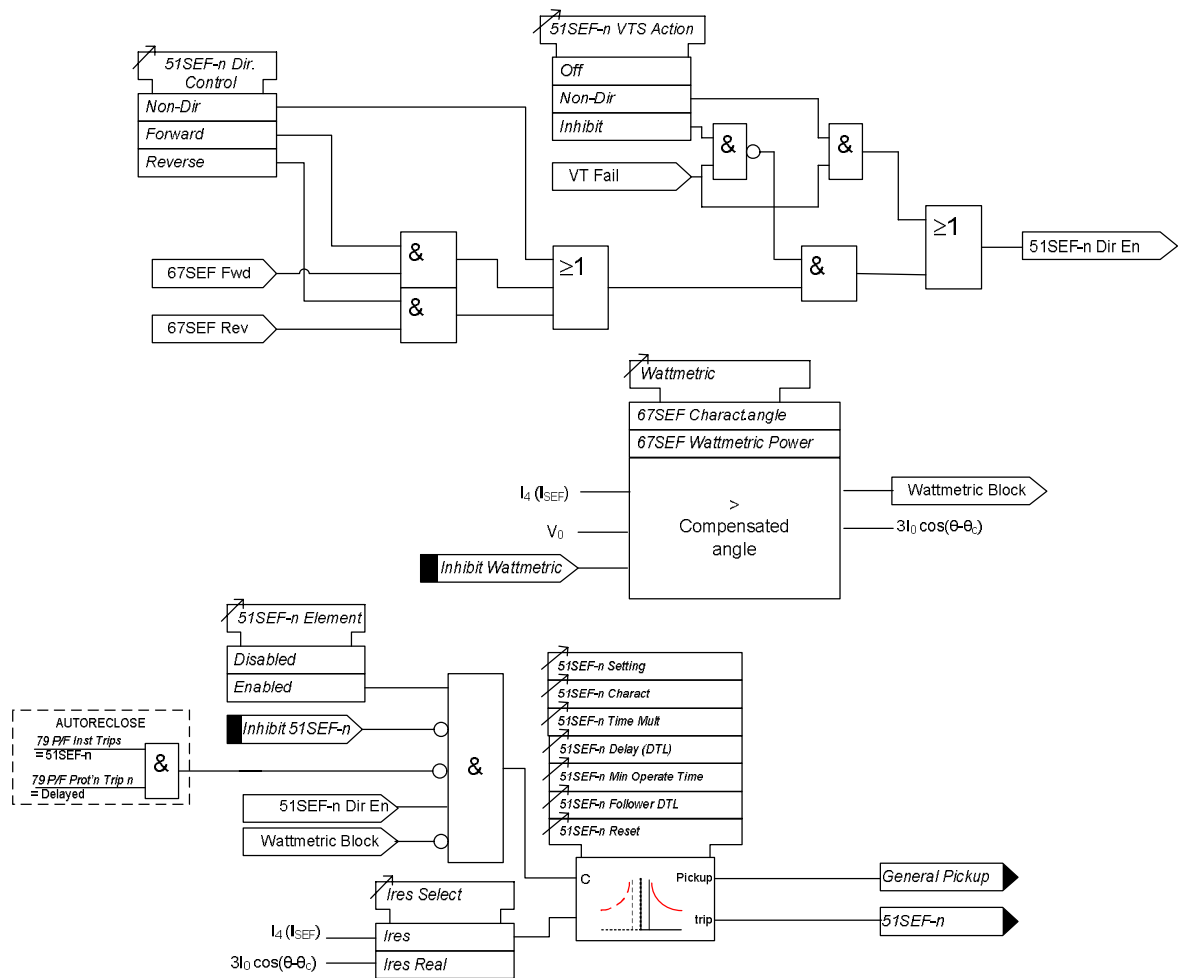 51SEF-n Dir.
Control
Non-Dir
Forward
Reverse
51SEF-n VTS Action
Off
Non-Dir
Inhibit
VT Fail
&
&
67SEF Fwd
67SEF Rev
&
&
≥1
&
≥1
51SEF-n Dir En
Wattmetric
67SEF Charact.angle
67SEF Wattmetric Power
I4 (ISEF)
V0
Inhibit Wattmetric
>
Compensated
angle
Wattmetric Block
3I0 cos(θ-θc)
51SEF-n Element
Disabled
Enabled
Inhibit 51SEF-n
AUTORECLOSE
79 P/F Inst Trips
= 51SEF-n
79 P/F Prot'n Trip n
= Delayed
&
51SEF-n Dir En
Wattmetric Block
&
51SEF-n Setting
51SEF-n Charact
51SEF-n Time Mult
51SEF-n Delay (DTL)
51SEF-n Min Operate Time
51SEF-n Follower DTL
51SEF-n Reset
C
Pickup
trip
General Pickup
51SEF-n
Ires Select
I4 (ISEF)
Ires
3I0 cos(θ-θc)
Ires Real